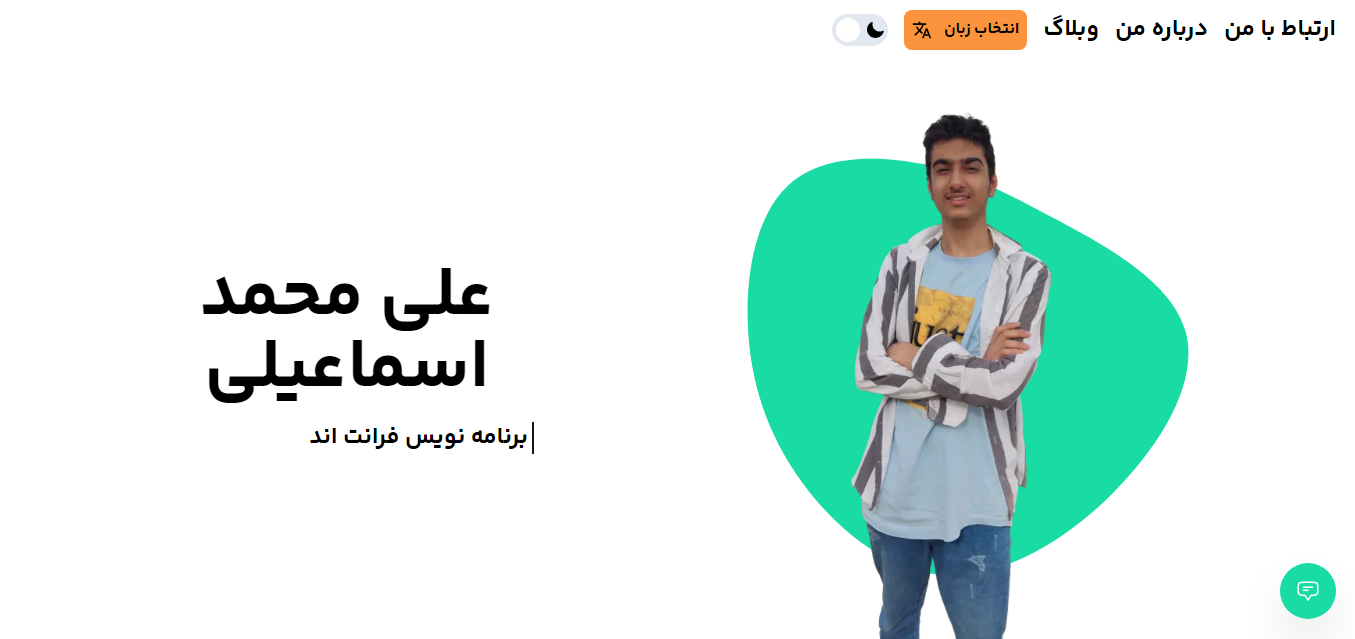 ارتباط با من
درباره من
وبلاگ
انتخاب زبان
علی محمد
اسماعیلی
برنامه نویس فرانت اند